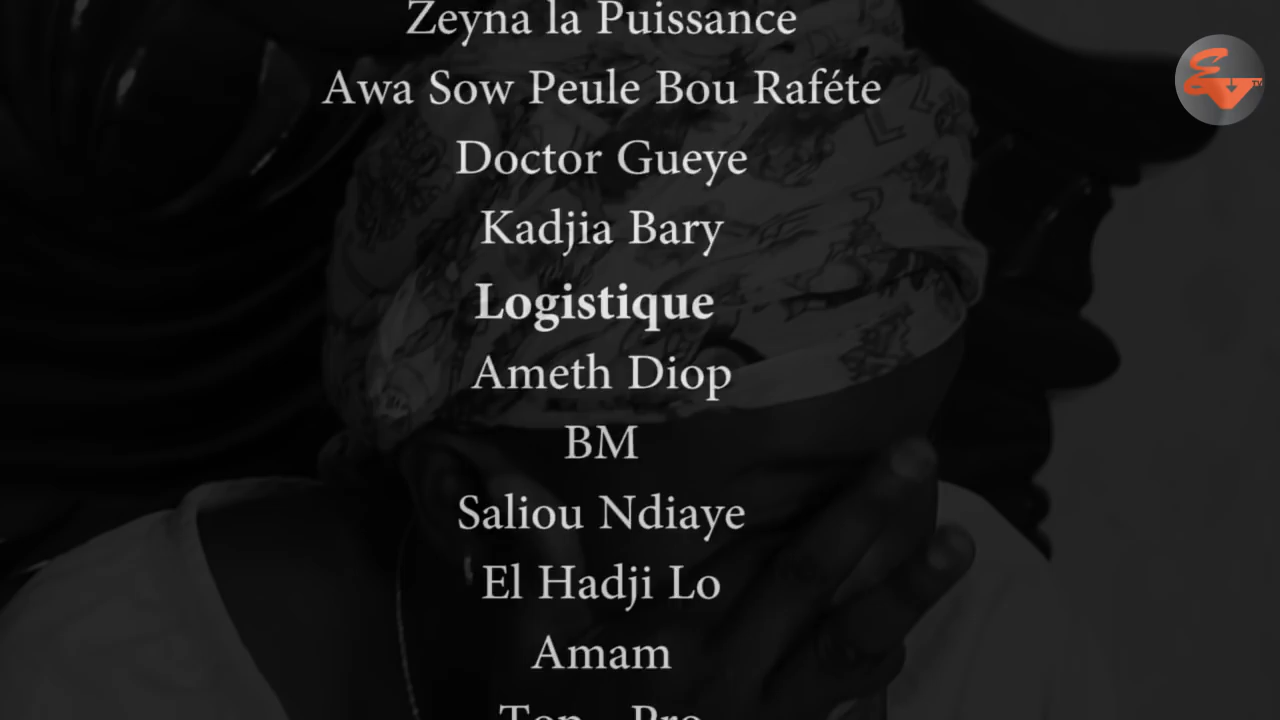 Zeyna la Puissance
Awa Sow Peule Bou Raféte
Doctor Gueye
Kadjia Bary
Logistique
Ameth Diop
BM
Saliou Ndiaye
El Hadji Lo
Amam